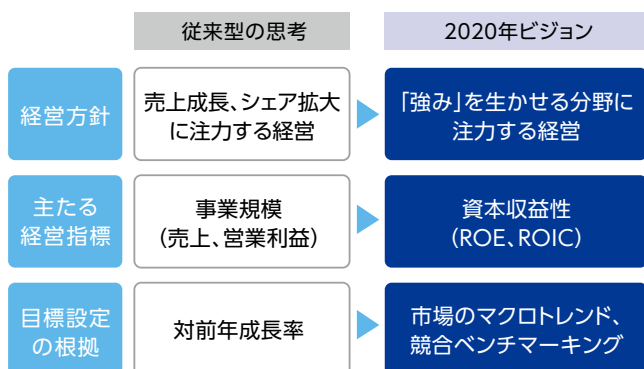 従来型の思考
2020年ビジョン
経営方針
売上成長、シェア拡大
に注力する経営
「強み」を生かせる分野に
注力する経営
主たる
経営指標
事業規模
(売上、営業利益)
資本収益性
(ROE、ROIC)
目標設定
の根拠
対前年成長率
市場のマクロトレンド、
競合ベンチマーキング